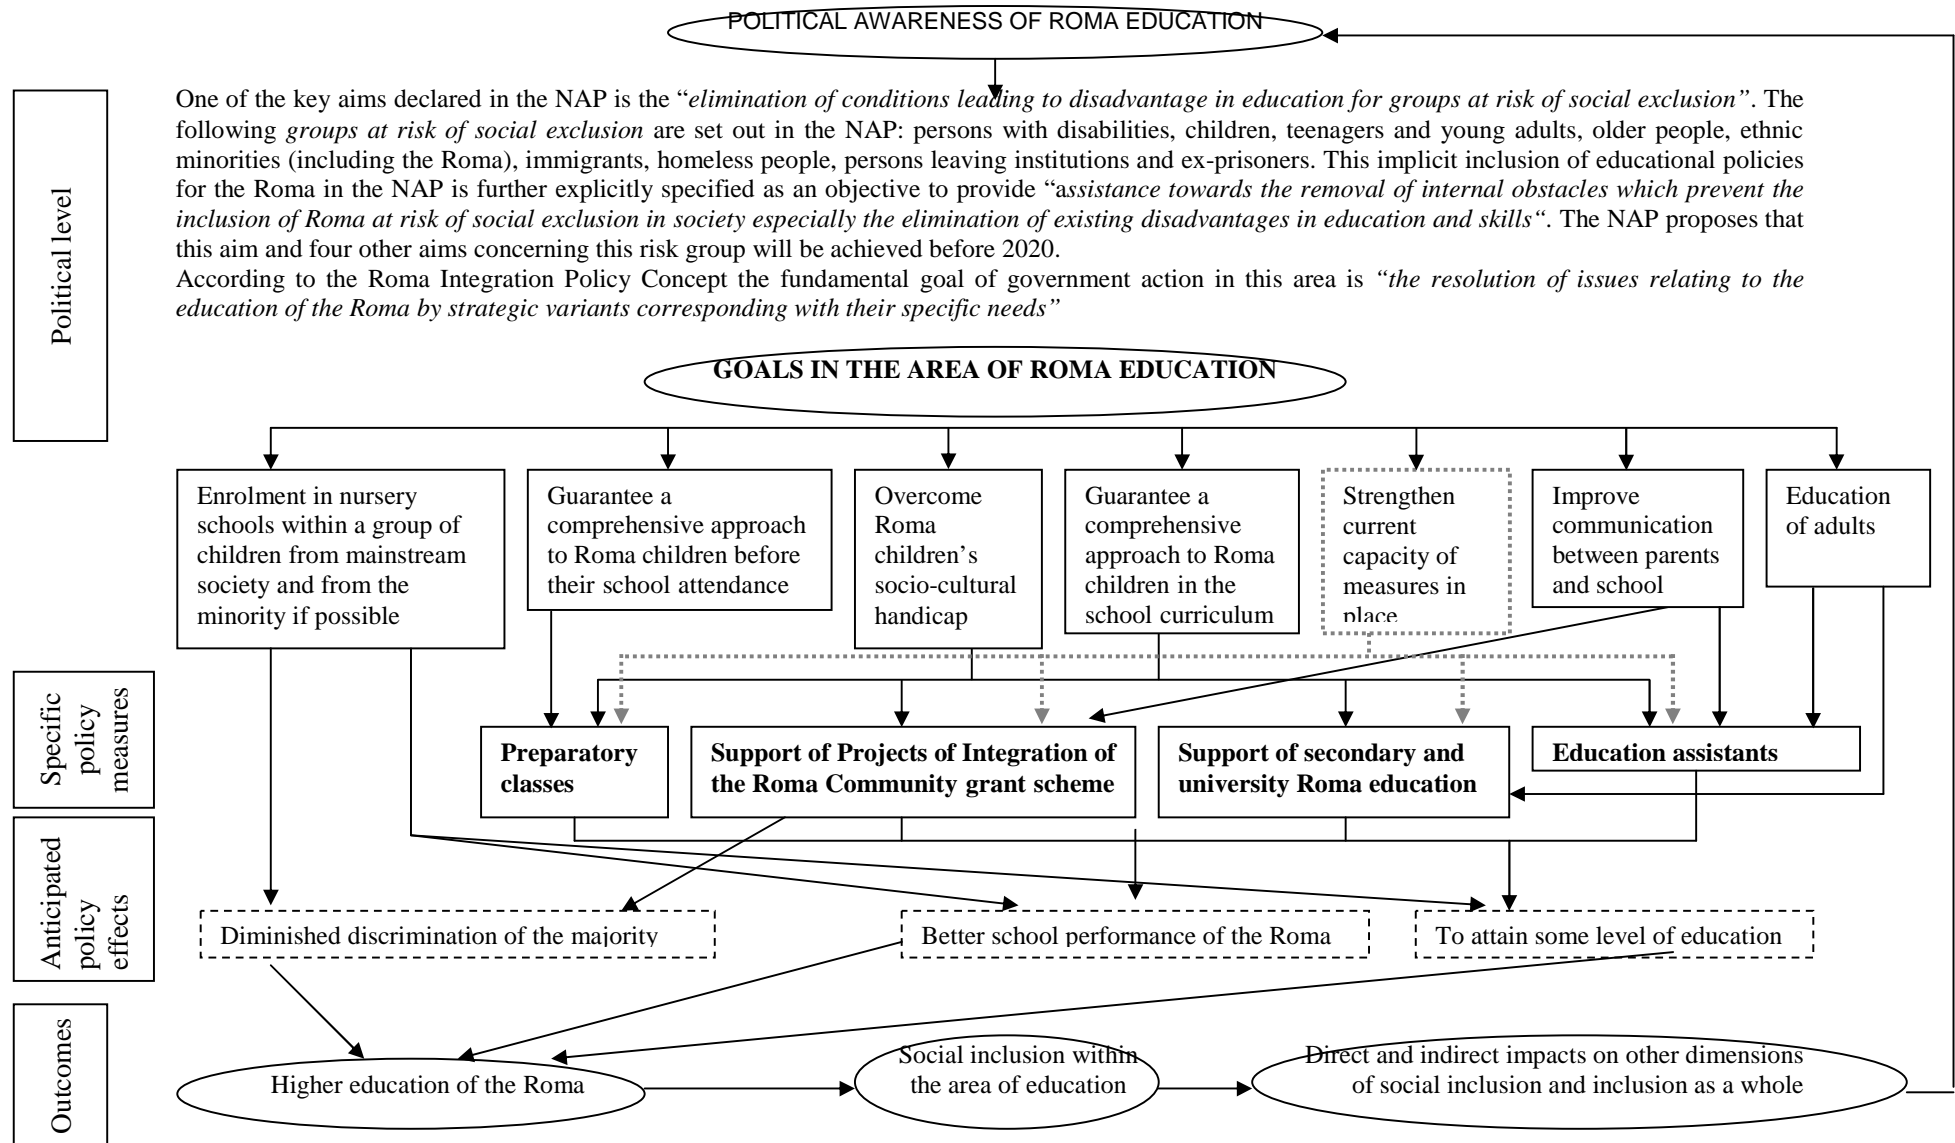 POLITICAL AWARENESS OF ROMA EDUCATION
Political level
One of the key aims declared in the NAP is the “elimination of conditions leading to disadvantage in education for groups at risk of social exclusion”. The
following groups at risk of social exclusion are set out in the NAP: persons with disabilities, children, teenagers and young adults, older people, ethnic
minorities (including the Roma), immigrants, homeless people, persons leaving institutions and ex-prisoners. This implicit inclusion of educational policies
for the Roma in the NAP is further explicitly specified as an objective to provide “assistance towards the removal of internal obstacles which prevent the
inclusion of Roma at risk of social exclusion in society especially the elimination of existing disadvantages in education and skills“. The NAP proposes that
this aim and four other aims concerning this risk group will be achieved before 2020.
According to the Roma Integration Policy Concept the fundamental goal of government action in this area is “the resolution of issues relating to the
education of the Roma by strategic variants corresponding with their specific needs”
GOALS IN THE AREA OF ROMA EDUCATION
Enrolment in nursery
schools within a group of
children from mainstream
society and from the
minority if possible
Guarantee a
comprehensive approach
to Roma children before
their school attendance
Overcome
Roma
children’s
socio-cultural
handicap
Guarantee a
comprehensive
approach to Roma
children in the
school curriculum
Strengthen
current
capacity of
measures in
place
Improve
communication
between parents
and school
Education
of adults
Specific
policy
measures
Preparatory
classes
Support of Projects of Integration of
the Roma Community grant scheme
Support of secondary and
university Roma education
Education assistants
Anticipated
policy
effects
Diminished discrimination of the majority
Better school performance of the Roma
To attain some level of education
Outcomes
Higher education of the Roma
Social inclusion within
the area of education
Direct and indirect impacts on other dimensions
of social inclusion and inclusion as a whole